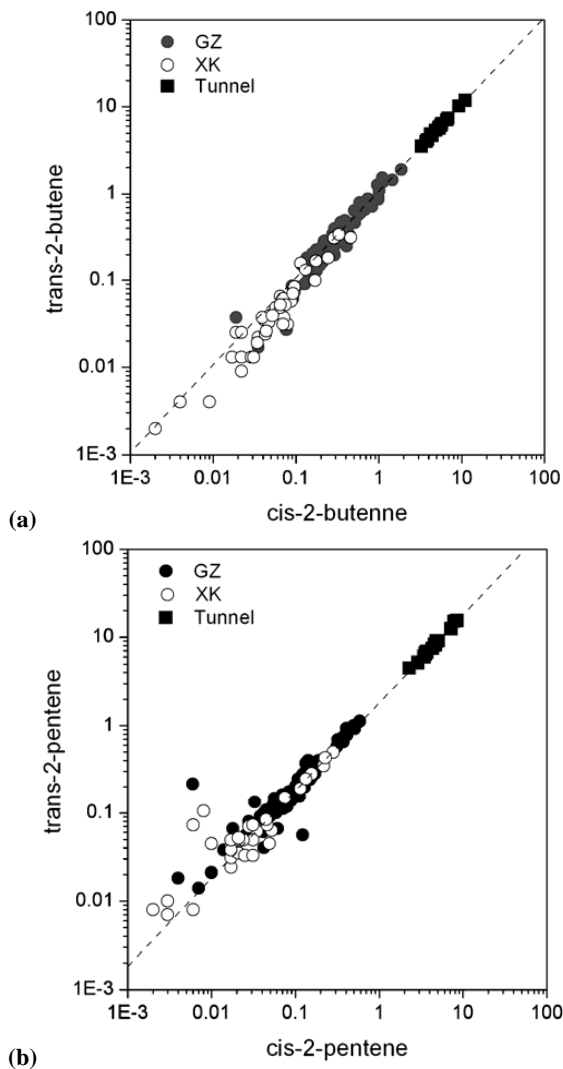 100
10
1
0.1
0.01
1E-3
trans-2-butene
GZ
XK
Tunnel
1E-3 0.01 0.1 1 10 100
cis-2-butenne
(a)
100
10
1
0.1
0.01
1E-3
trans-2-pentene
GZ
XK
Tunnel
1E-3 0.01 0.1 1 10 100
cis-2-pentene
(b)